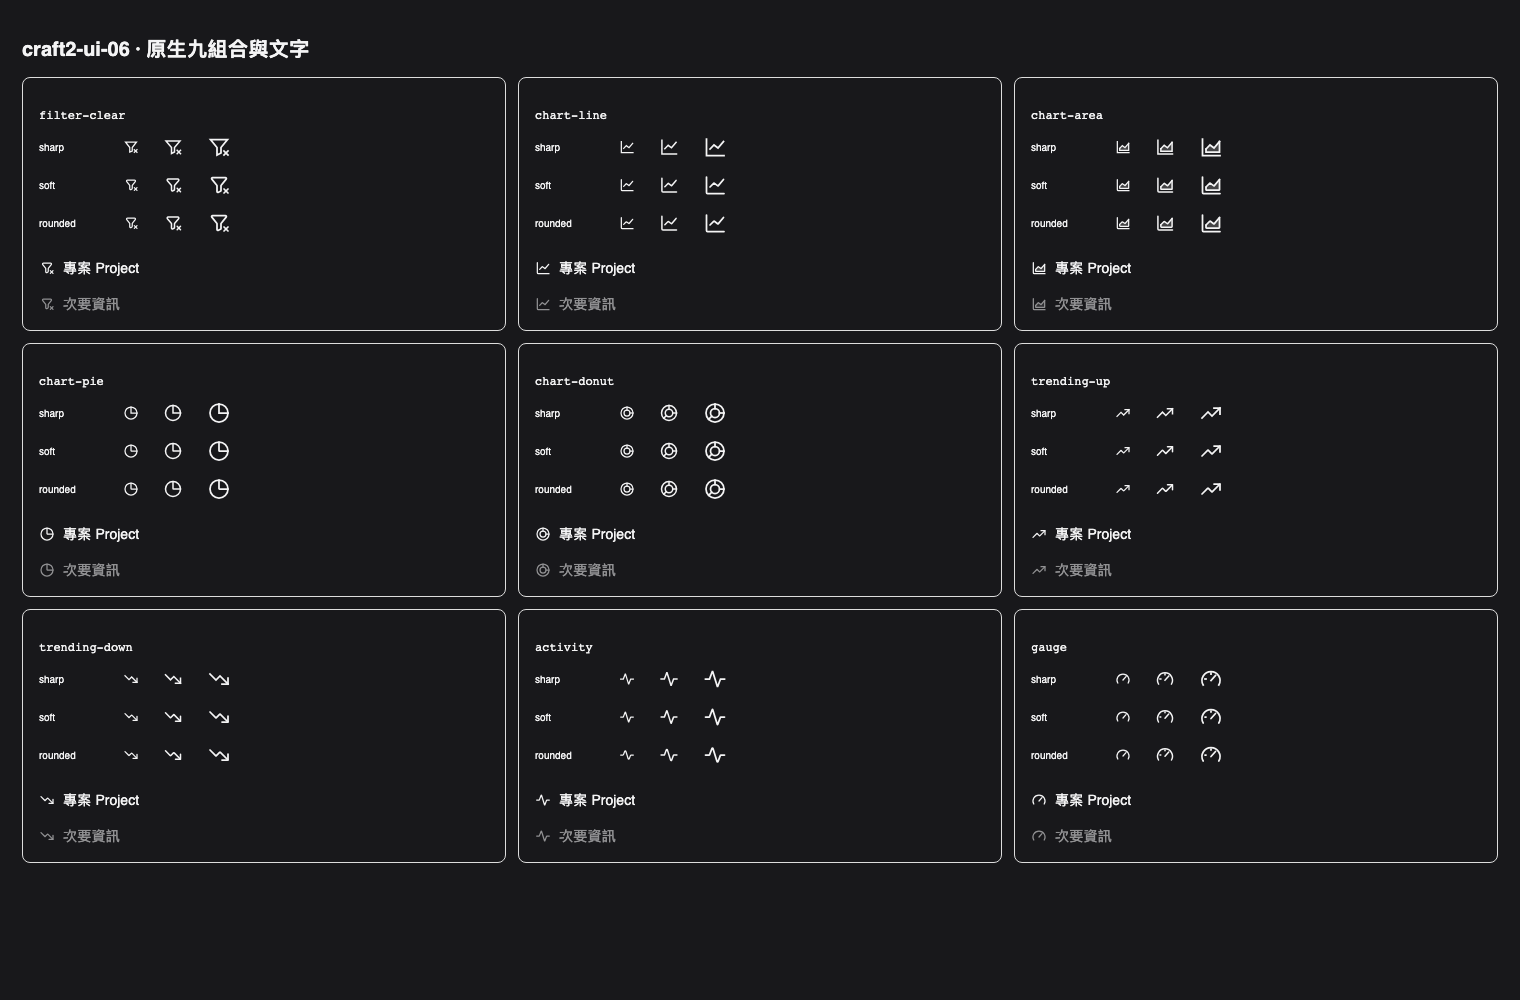 craft2-ui-06 · 原生九組合與文字
filter-clear
sharp
soft
rounded
專案 Project
次要資訊
chart-line
sharp
soft
rounded
專案 Project
次要資訊
chart-area
sharp
soft
rounded
專案 Project
次要資訊
chart-pie
sharp
soft
rounded
專案 Project
次要資訊
chart-donut
sharp
soft
rounded
專案 Project
次要資訊
trending-up
sharp
soft
rounded
專案 Project
次要資訊
trending-down
sharp
soft
rounded
專案 Project
次要資訊
activity
sharp
soft
rounded
專案 Project
次要資訊
gauge
sharp
soft
rounded
專案 Project
次要資訊